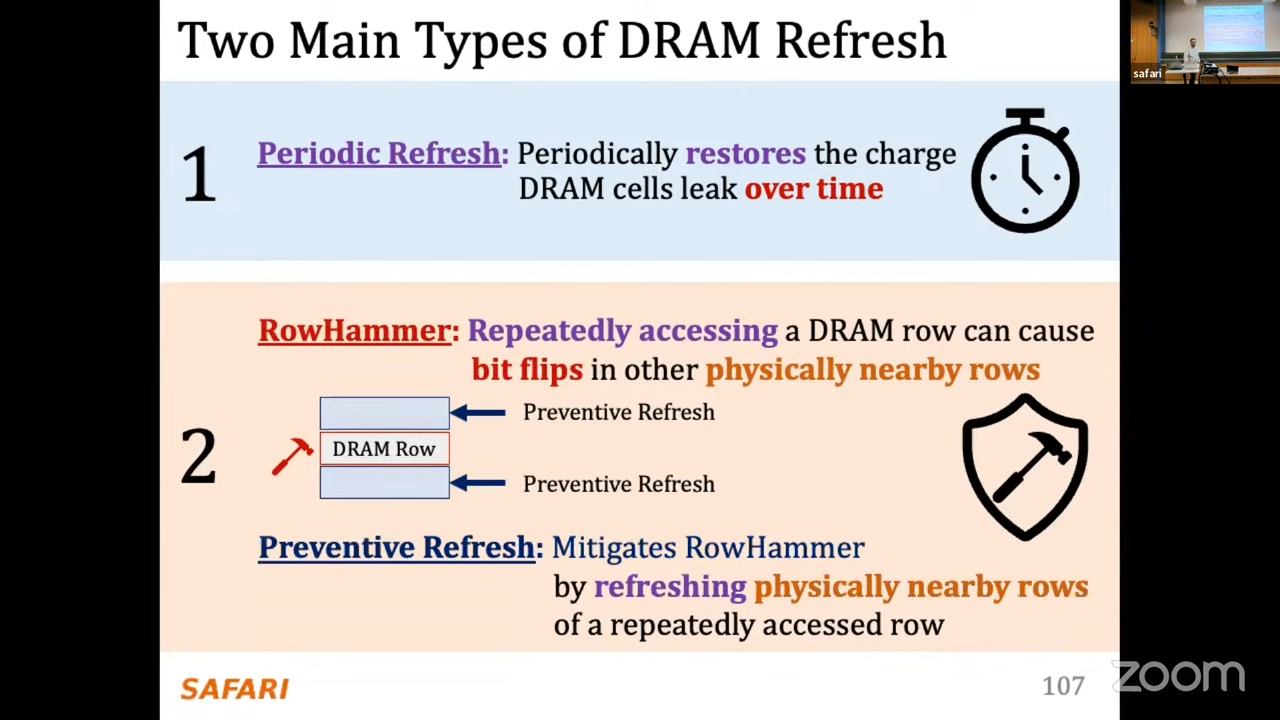 Two Main Types of DRAM Refresh
safari
1
Periodic Refresh: Periodically restores the charge
DRAM cells leak over time
RowHammer: Repeatedly accessing a DRAM row can cause
bit flips in other physically nearby rows
Preventive Refresh
2
DRAM Row
Preventive Refresh
Preventive Refresh: Mitigates RowHammer
by refreshing physically nearby rows
of a repeatedly accessed row
SAFARI
107
zoom